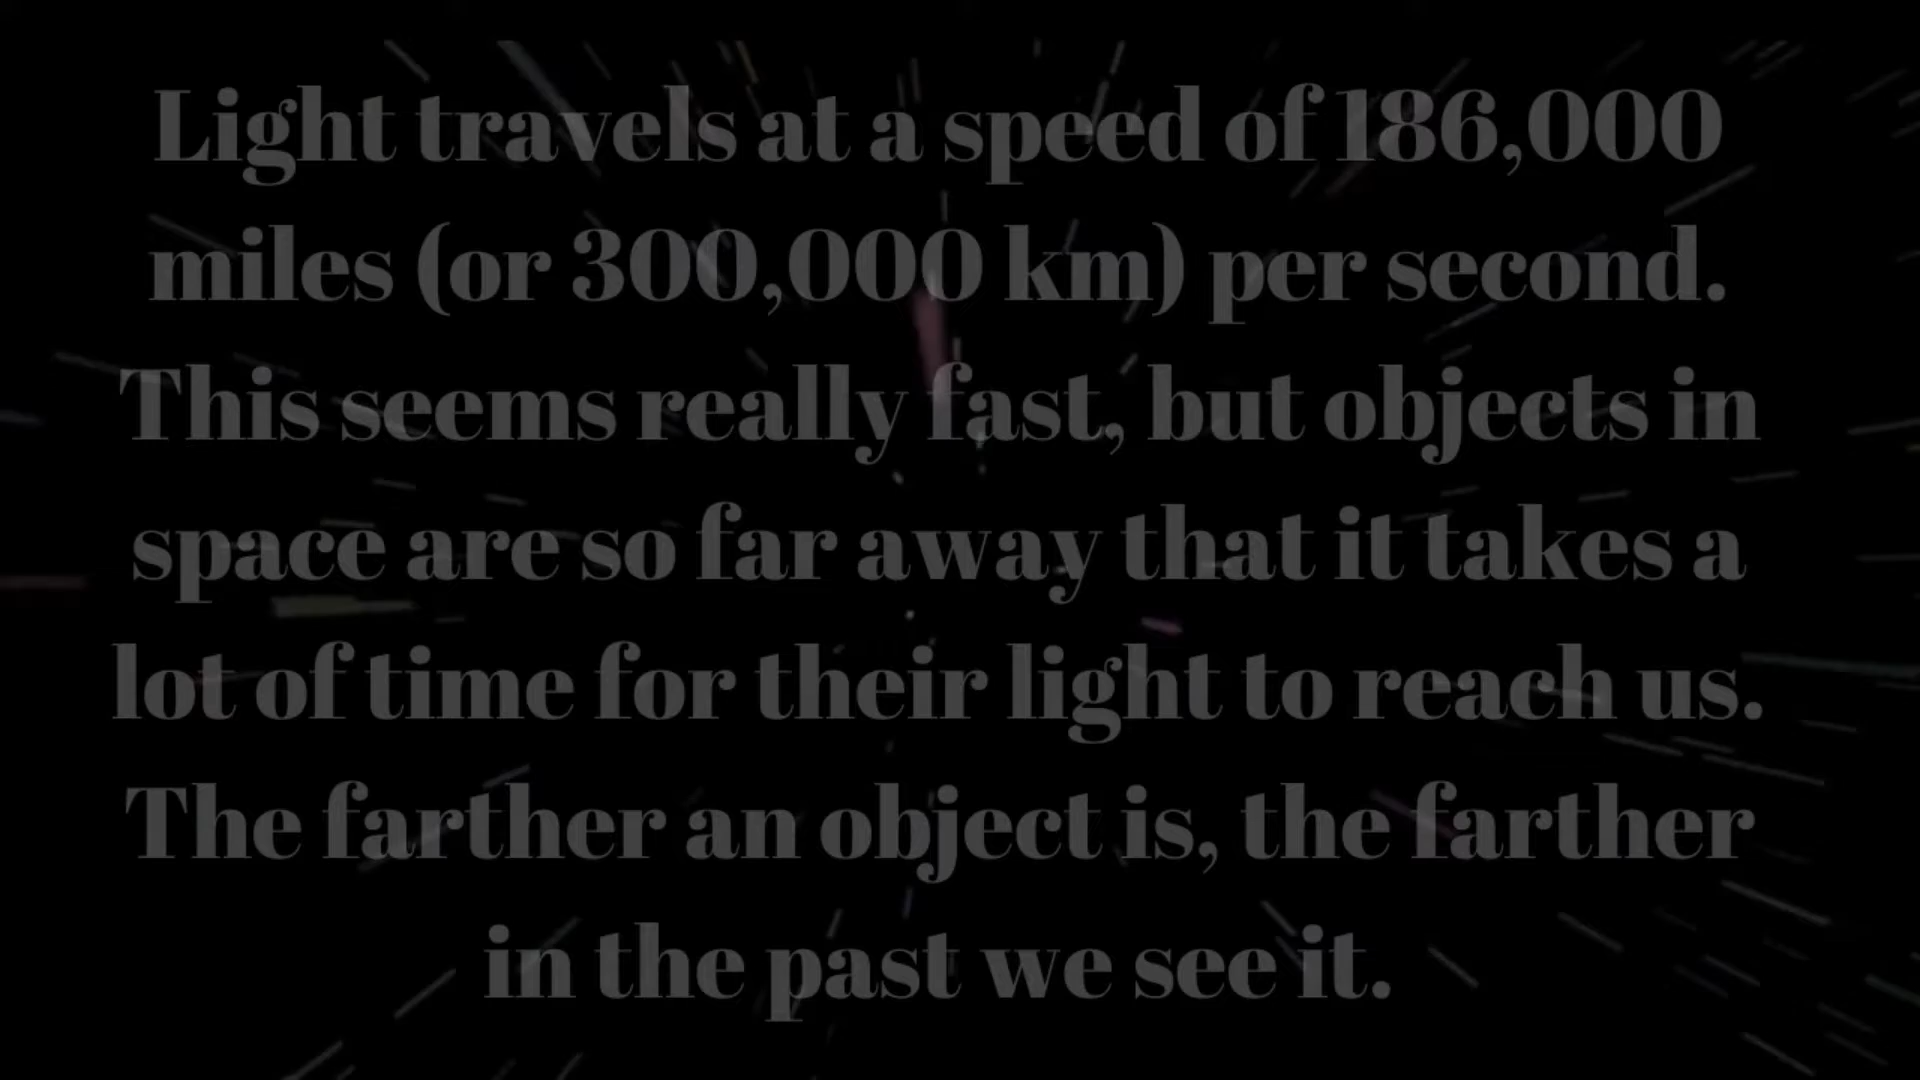 Light travels at a speed of 186,000
miles (or 300,000 km) per second.
This seems really fast, but objects in
space are so far away that it takes a
lot of time for their light to reach us.
The farther an object is, the farther
in the past we see it.